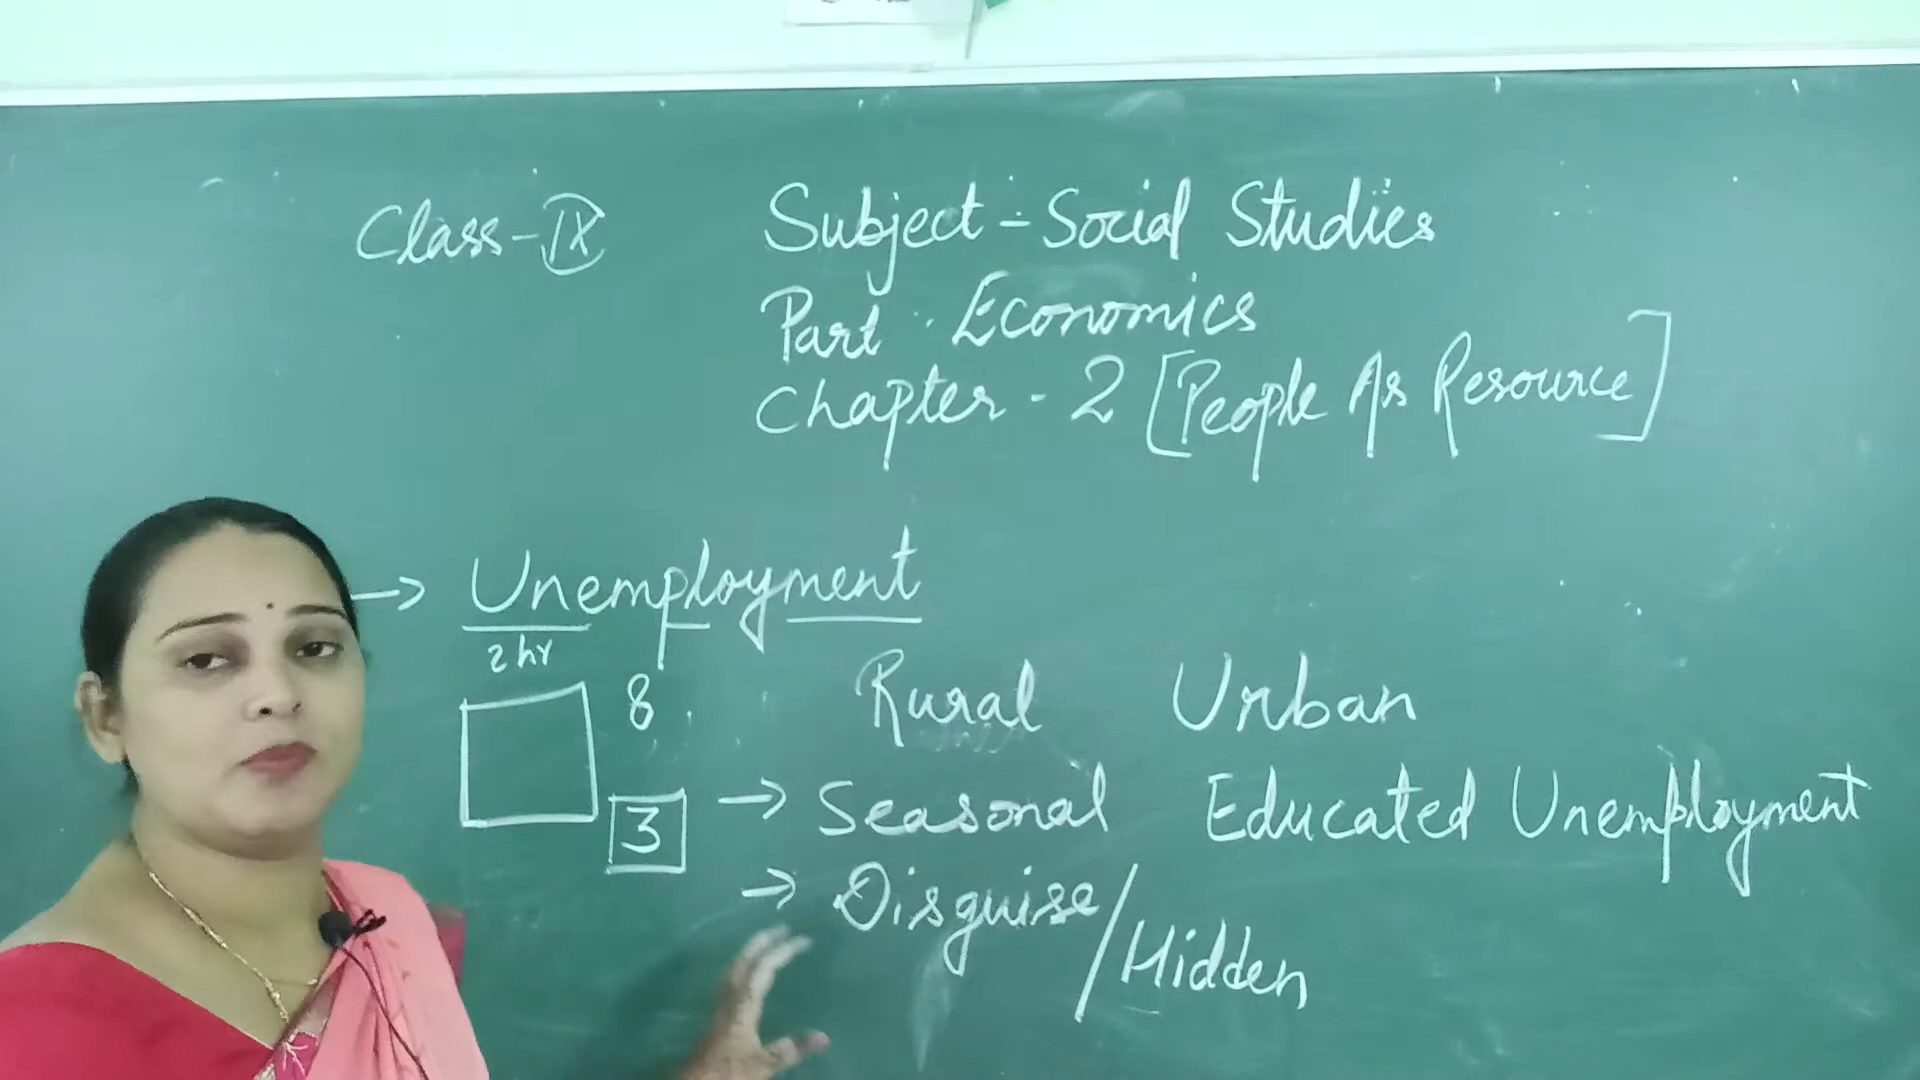 Class-IX
Subject - Social Studies
Part - Economics
Chapter - 2 [People As Resource]
→ Unemployment
2 hr
8
3
Rural Urban
→ Seasonal Educated Unemployment
→ Disguise/Hidden